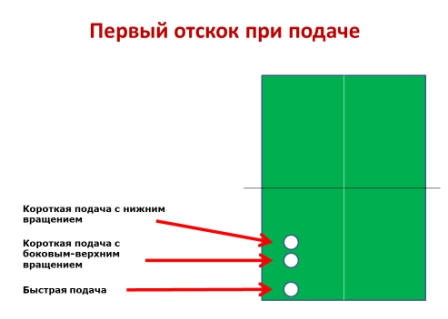 Первый отскок при подаче
Короткая подача с нижним
вращением
Короткая подача с
боковым-верхним
вращением
Быстрая подача